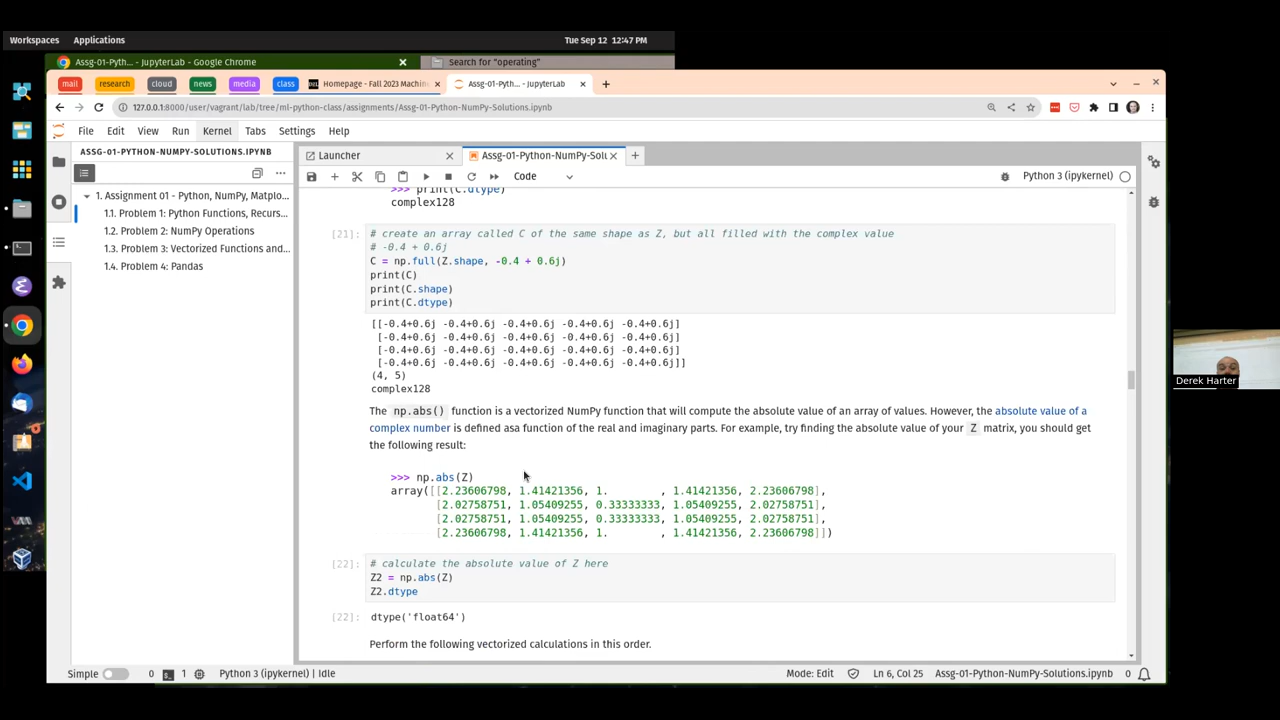 Workspaces Applications Tue Sep 12 12:47 PM
Assg-01-Pyth... - JupyterLab - Google Chrome × Search for “operating”
mail research cloud news media class Homepage - Fall 2023 Machin Assg-01-Pyth... - JupyterLab × +
127.0.0.1:8000/user/vagrant/lab/tree/ml-python-class/assignments/Assg-01-Python-NumPy-Solutions.ipynb
File Edit View Run Kernel Tabs Settings Help
ASSG-01-PYTHON-NUMPY-SOLUTIONS.IPYNB
Launcher × Assg-01-Python-NumPy-Solu × +
Code Python 3 (ipykernel)
1. Assignment 01 - Python, NumPy, Matplo...
1.1. Problem 1: Python Functions, Recurs...
1.2. Problem 2: NumPy Operations
1.3. Problem 3: Vectorized Functions and...
1.4. Problem 4: Pandas
>>> print(C.dtype)
complex128
[21]: # create an array called C of the same shape as Z, but all filled with the complex value
# -0.4 + 0.6j
C = np.full(Z.shape, -0.4 + 0.6j)
print(C)
print(C.shape)
print(C.dtype)
[[-0.4+0.6j -0.4+0.6j -0.4+0.6j -0.4+0.6j -0.4+0.6j]
[-0.4+0.6j -0.4+0.6j -0.4+0.6j -0.4+0.6j -0.4+0.6j]
[-0.4+0.6j -0.4+0.6j -0.4+0.6j -0.4+0.6j -0.4+0.6j]
[-0.4+0.6j -0.4+0.6j -0.4+0.6j -0.4+0.6j -0.4+0.6j]]
(4, 5)
complex128
The np.abs() function is a vectorized NumPy function that will compute the absolute value of an array of values. However, the absolute value of a
complex number is defined asa function of the real and imaginary parts. For example, try finding the absolute value of your Z matrix, you should get
the following result:
>>> np.abs(Z)
array([[2.23606798, 1.41421356, 1. , 1.41421356, 2.23606798],
[2.02758751, 1.05409255, 0.33333333, 1.05409255, 2.02758751],
[2.02758751, 1.05409255, 0.33333333, 1.05409255, 2.02758751],
[2.23606798, 1.41421356, 1. , 1.41421356, 2.23606798]])
[22]: # calculate the absolute value of Z here
Z2 = np.abs(Z)
Z2.dtype
[22]: dtype('float64')
Perform the following vectorized calculations in this order.
Simple 0 1 Python 3 (ipykernel) | Idle Mode: Edit Ln 6, Col 25 Assg-01-Python-NumPy-Solutions.ipynb 0
Derek Harter